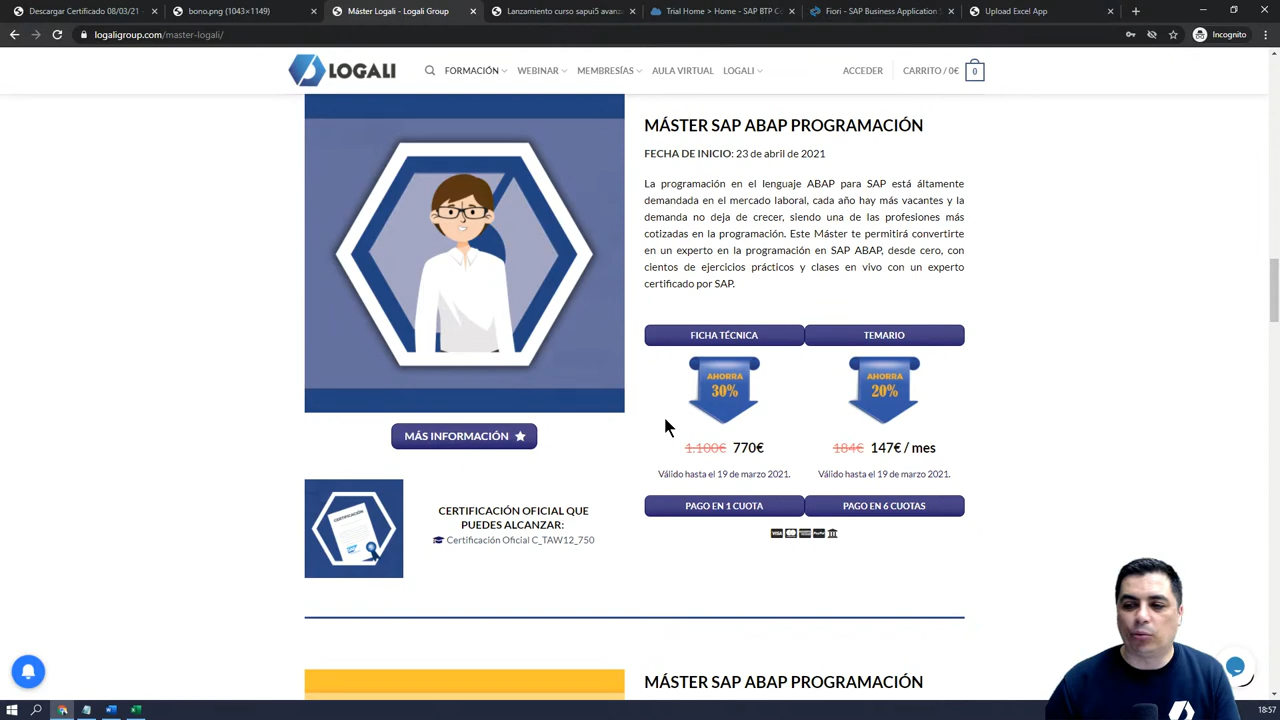 Descargar Certificado 08/03/21 -
bono.png (1043×1149)
Máster Logali - Logali Group
Lanzamiento curso sapui5 avanz
Trial Home - SAP BTP Co
Fiori - SAP Business Application S
Upload Excel App
logaligroup.com/master-logali/
Incognito
LOGALI
FORMACIÓN
WEBINAR
MEMBRESÍAS
AULA VIRTUAL
LOGALI
ACCEDER
CARRITO / 0€
0
MÁSTER SAP ABAP PROGRAMACIÓN
FECHA DE INICIO: 23 de abril de 2021
La programación en el lenguaje ABAP para SAP está áltamente
demandada en el mercado laboral, cada año hay más vacantes y la
demanda no deja de crecer, siendo una de las profesiones más
cotizadas en la programación. Este Máster te permitirá convertirte
en un experto en la programación en SAP ABAP, desde cero, con
cientos de ejercicios prácticos y clases en vivo con un experto
certificado por SAP.
FICHA TÉCNICA
TEMARIO
AHORRA
30%
AHORRA
20%
1.100€ 770€
184€ 147€ / mes
Válido hasta el 19 de marzo 2021.
Válido hasta el 19 de marzo 2021.
PAGO EN 1 CUOTA
PAGO EN 6 CUOTAS
VISA
MÁS INFORMACIÓN
CERTIFICACIÓN
CERTIFICACIÓN OFICIAL QUE
PUEDES ALCANZAR:
Certificación Oficial C_TAW12_750
MÁSTER SAP ABAP PROGRAMACIÓN
18:57